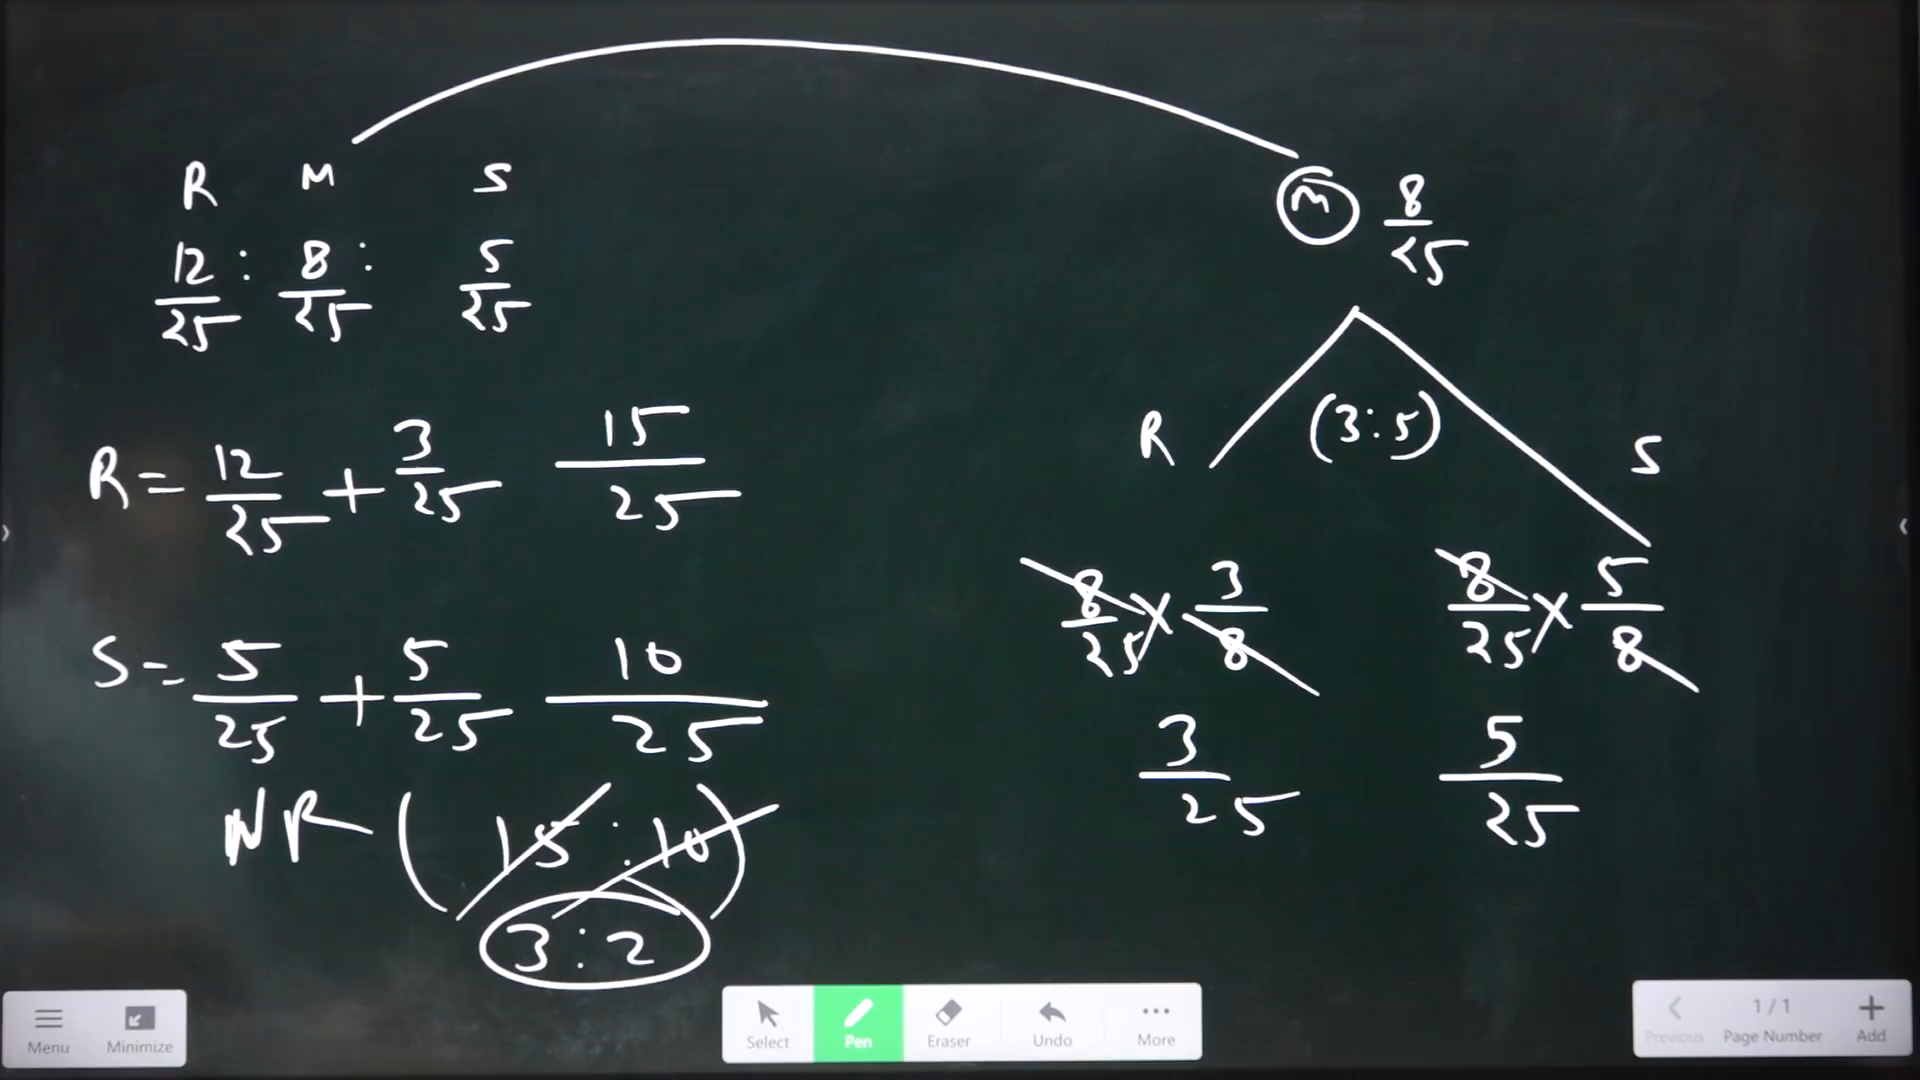 R M S
12/25 : 8/25 : 5/25
M 8/25
R = 12/25 + 3/25 15/25
S = 5/25 + 5/25 10/25
NR (15 : 10)
3 : 2
R (3:5) S
8/25 × 3/8 8/25 × 5/8
3/25 5/25
Menu Minimize
Select Pen Eraser Undo More
1 / 1
Previous Page Number Add